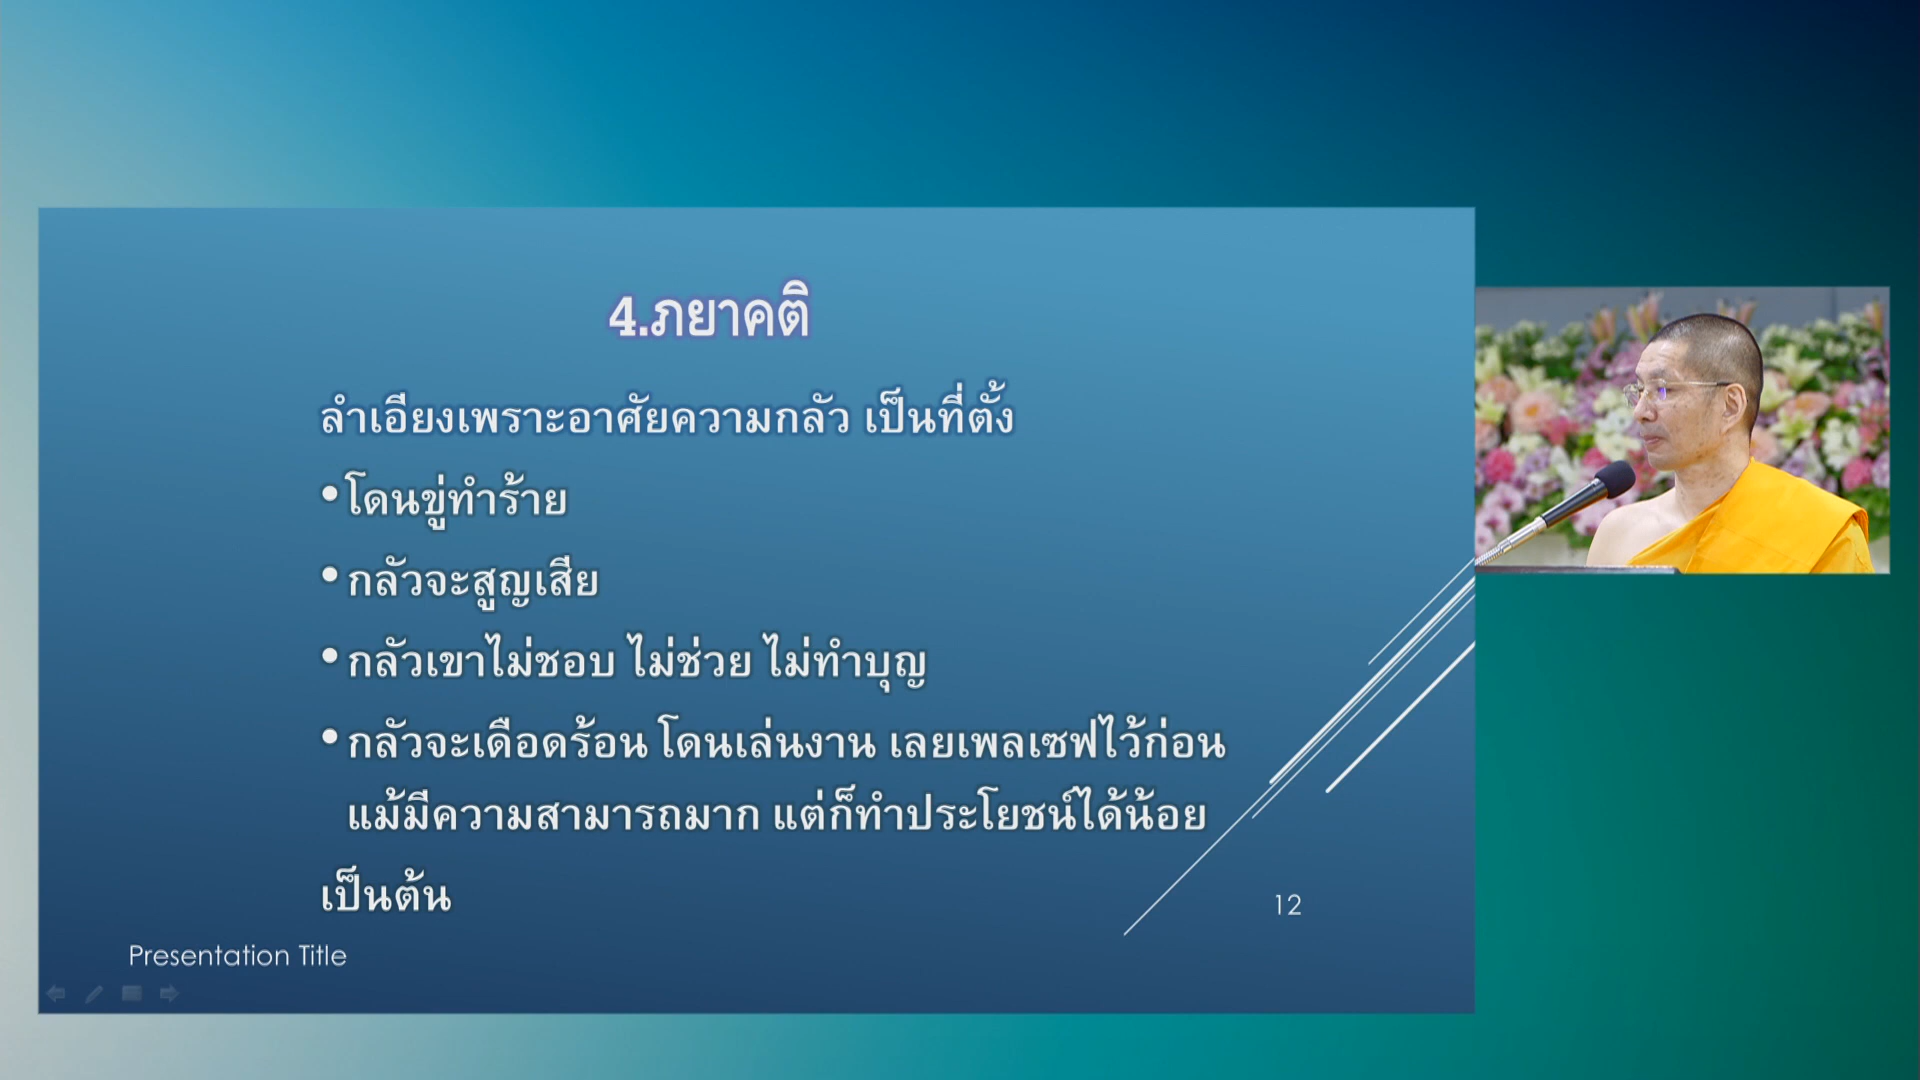 4.ภยาคติ
ลำเอียงเพราะอาศัยความกลัว เป็นที่ตั้ง
•โดนขู่ทำร้าย
•กลัวจะสูญเสีย
•กลัวเขาไม่ชอบ ไม่ช่วย ไม่ทำบุญ
•กลัวจะเดือดร้อน โดนเล่นงาน เลยเพลเซฟไว้ก่อน
แม้มีความสามารถมาก แต่ก็ทำประโยชน์ได้น้อย
เป็นต้น
12
Presentation Title